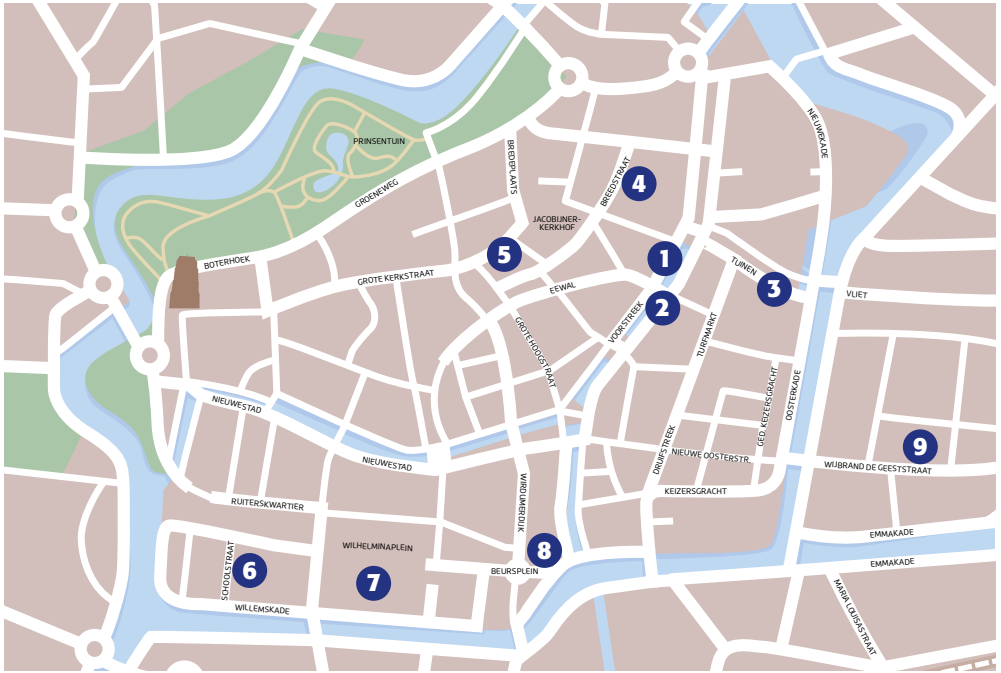 PRINSENTUIN
NIEUWEKADE
BREDEPLAATS
BREEDSTRAAT
4
GROENEWEG
JACOBIJNER-
KERKHOF
5
1
BOTERHOEK
TUINEN
3
GROTE KERKSTRAAT
EEWAL
VLIET
2
VOORSTREEK
TURFMARKT
GROTE HOOGSTRAAT
NIEUWESTAD
GED. KEIZERSGRACHT
OOSTERKADE
DRUIFSTREEK
9
NIEUWESTAD
NIEUWE OOSTERSTR.
WIJBRAND DE GEESTSTRAAT
KEIZERSGRACHT
RUITERSKWARTIER
WIRDUMERDIJK
EMMAKADE
WILHELMINAPLEIN
8
SCHOOLSTRAAT
6
7
BEURSPLEIN
EMMAKADE
WILLEMSKADE
MARIA LOUISASTRAAT